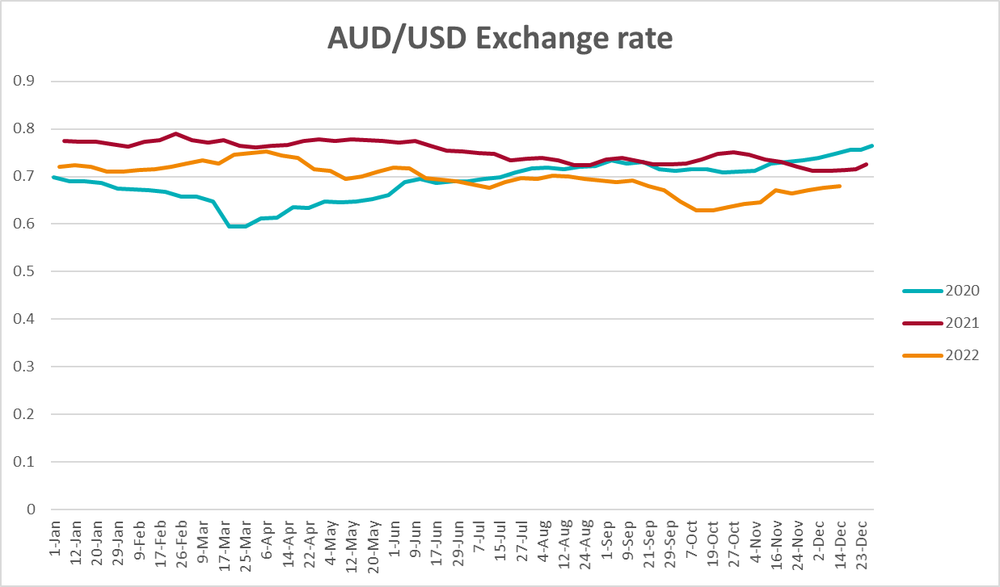 AUD/USD Exchange rate
0.9
0.8
0.7
0.6
0.5
0.4
0.3
0.2
0.1
0
1-Jan
12-Jan
20-Jan
29-Jan
9-Feb
17-Feb
26-Feb
9-Mar
17-Mar
25-Mar
6-Apr
14-Apr
22-Apr
4-May
12-May
20-May
1-Jun
9-Jun
17-Jun
29-Jun
7-Jul
15-Jul
27-Jul
4-Aug
12-Aug
24-Aug
1-Sep
9-Sep
21-Sep
29-Sep
7-Oct
19-Oct
27-Oct
4-Nov
16-Nov
24-Nov
2-Dec
14-Dec
23-Dec
2020
2021
2022